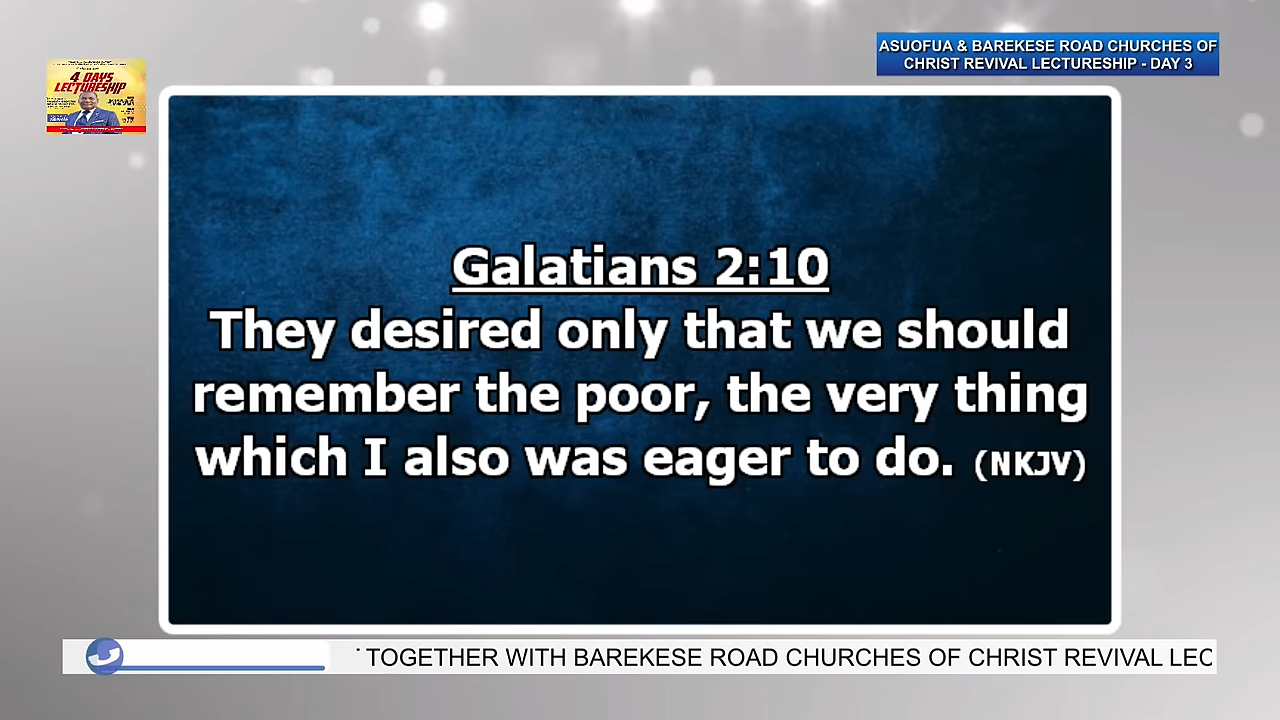 ASUOFUA & BAREKESE ROAD CHURCHES OF
CHRIST REVIVAL LECTURESHIP - DAY 3
4 DAYS
LECTURESHIP
Galatians 2:10
They desired only that we should
remember the poor, the very thing
which I also was eager to do. (NKJV)
TOGETHER WITH BAREKESE ROAD CHURCHES OF CHRIST REVIVAL LEC